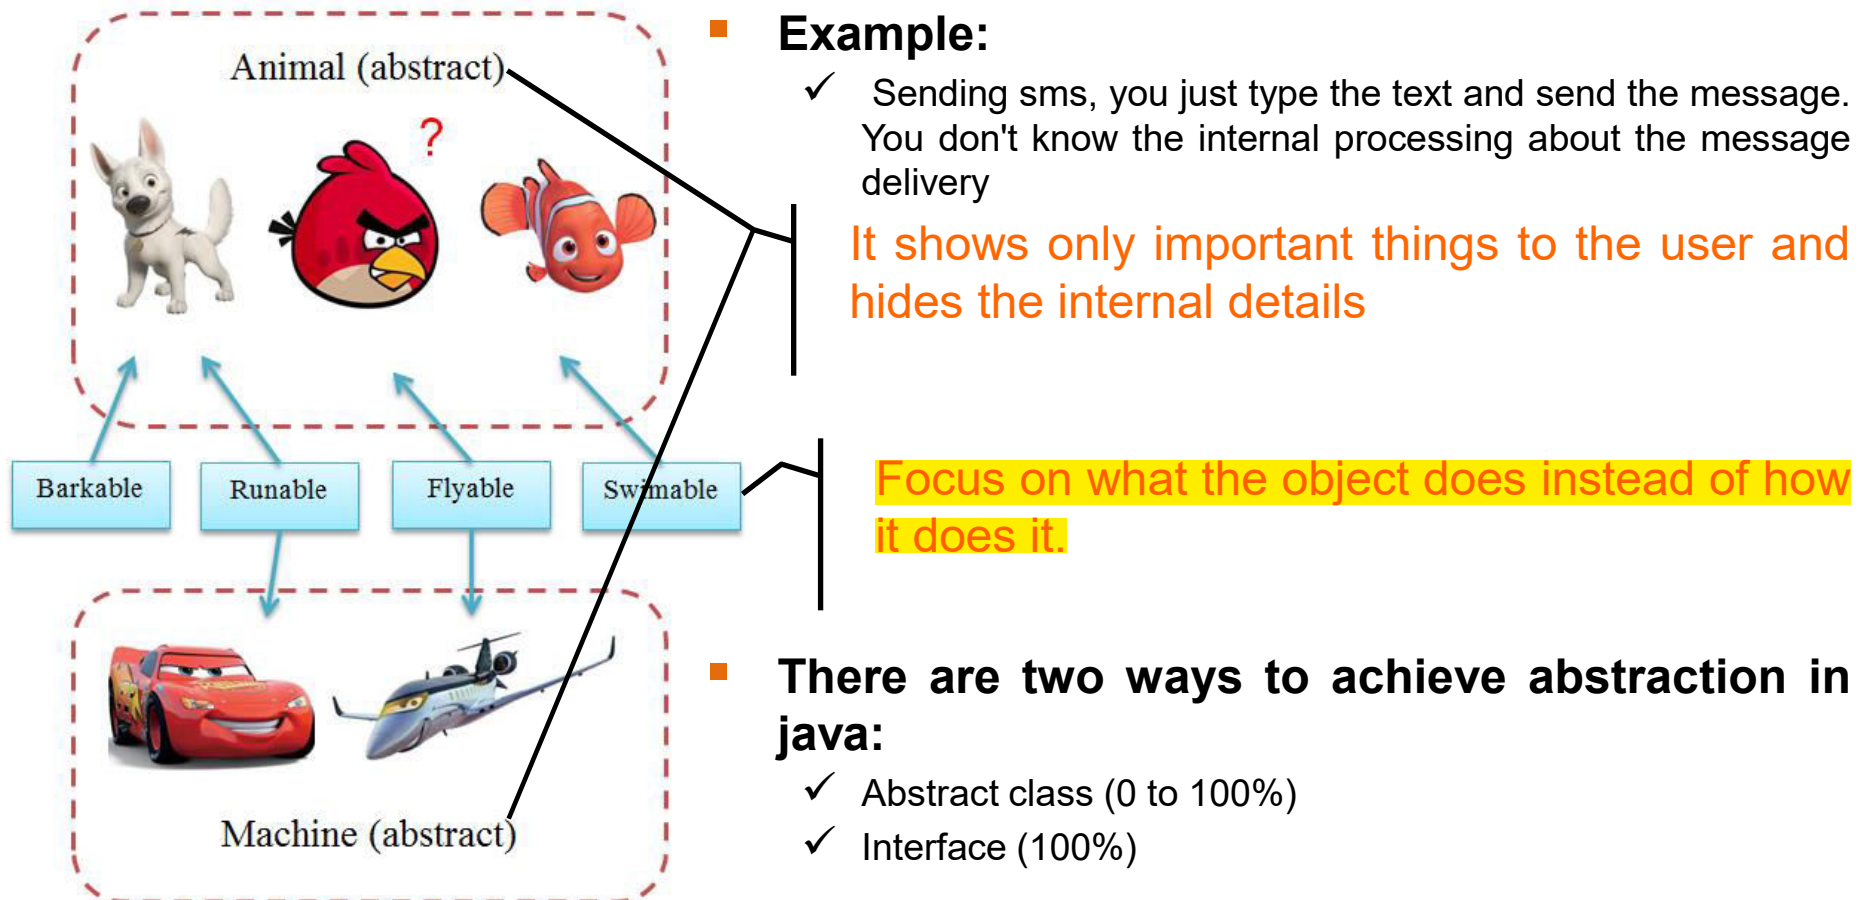 Animal (abstract)
?
Barkable
Runable
Flyable
Swimable
Machine (abstract)
Example:
Sending sms, you just type the text and send the message.
You don't know the internal processing about the message
delivery
It shows only important things to the user and
hides the internal details
Focus on what the object does instead of how
it does it.
There are two ways to achieve abstraction in
java:
Abstract class (0 to 100%)
Interface (100%)